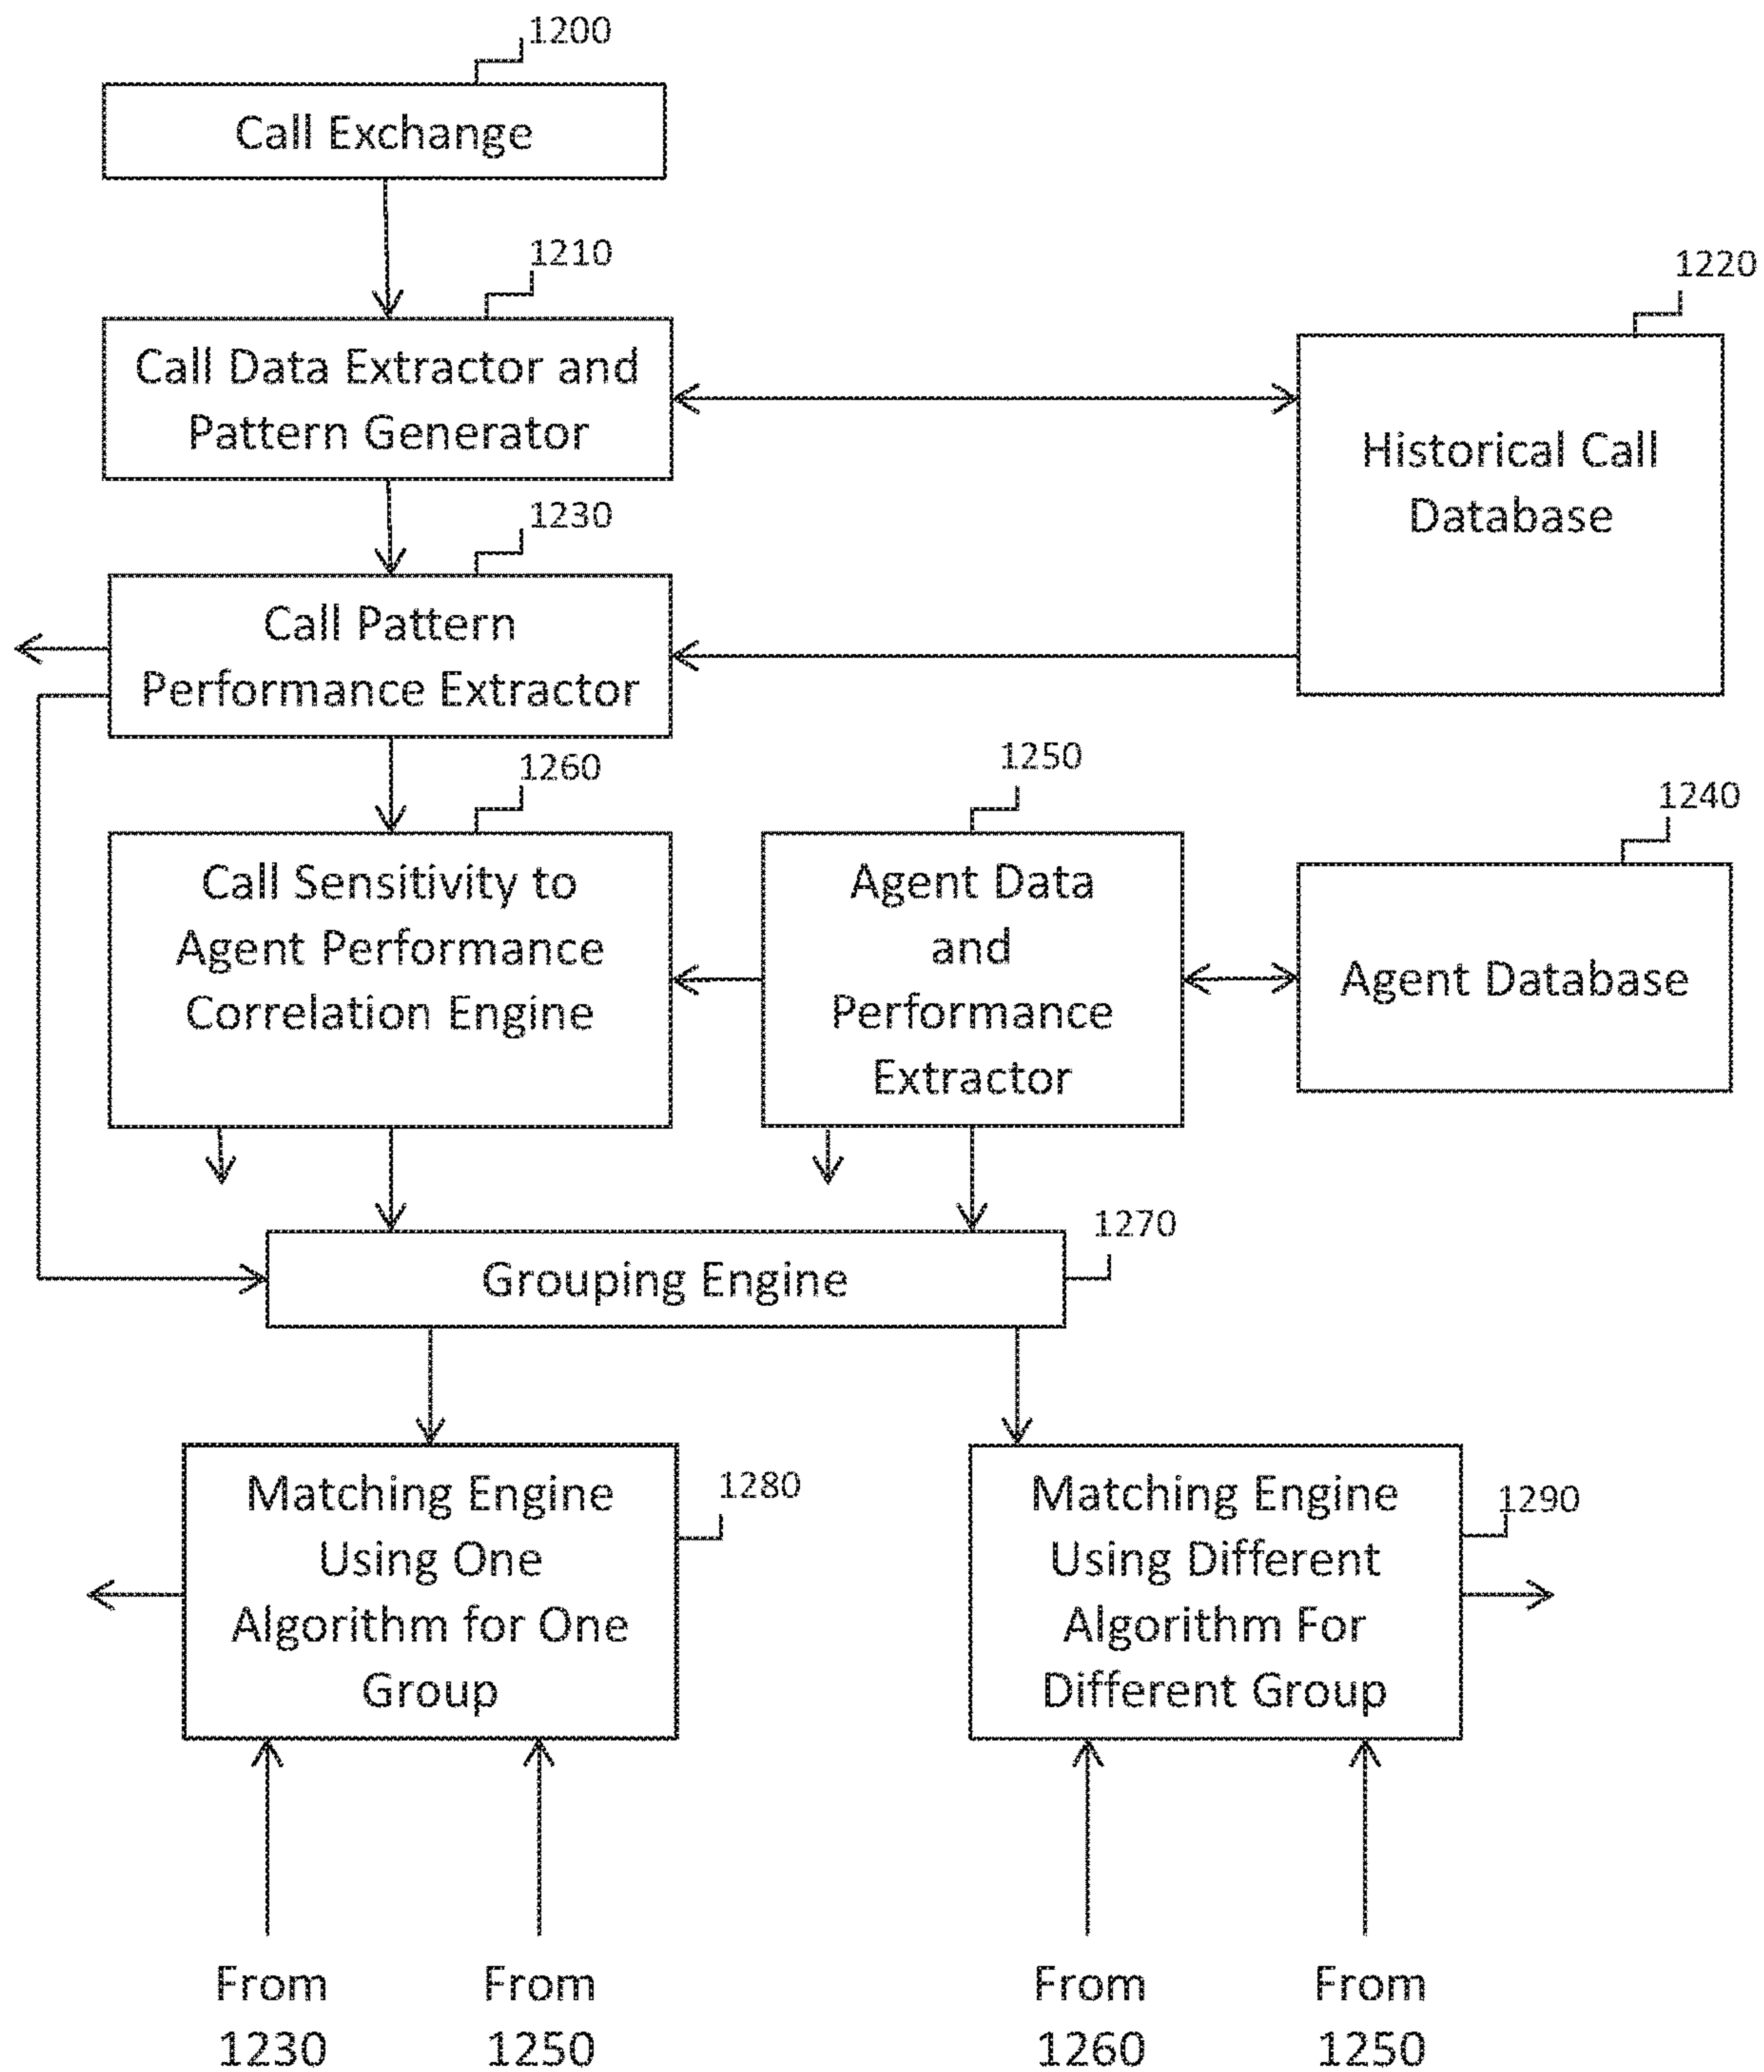 1200
Call Exchange
1210
1220
Call Data Extractor and
Pattern Generator
Historical Call
Database
1230
Call Pattern
Performance Extractor
1260
1250
1240
Call Sensitivity to
Agent Performance
Correlation Engine
Agent Data
and
Performance
Extractor
Agent Database
1270
Grouping Engine
1280
Matching Engine
Using One
Algorithm for One
Group
1290
Matching Engine
Using Different
Algorithm For
Different Group
From
1230
From
1250
From
1260
From
1250